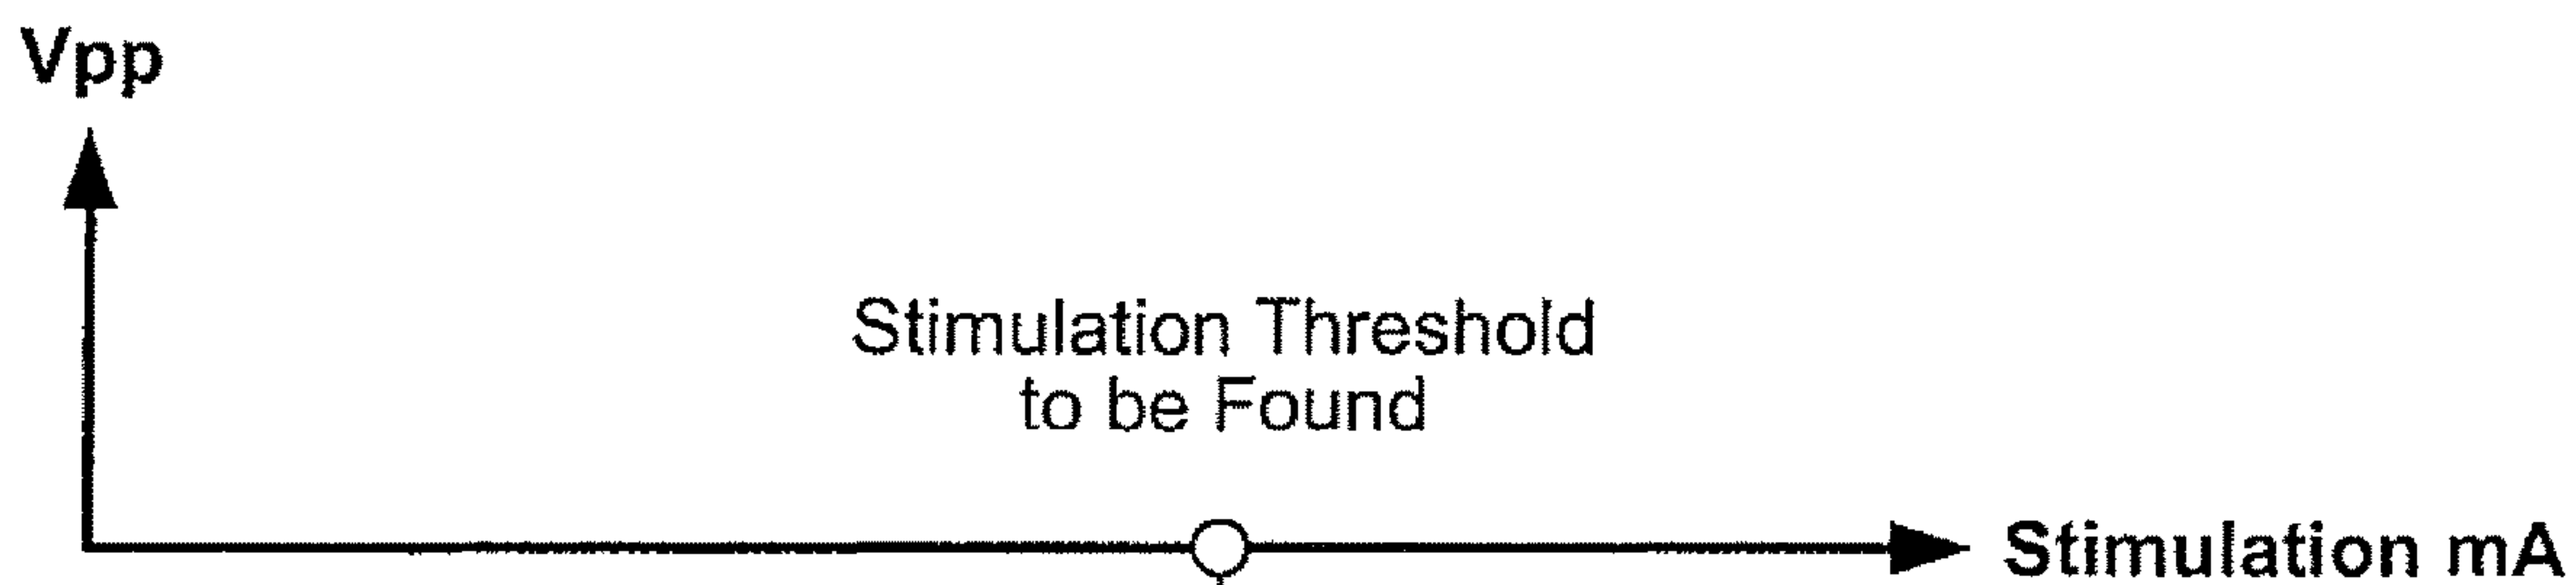 Vpp
Stimulation Threshold
to be Found
Stimulation mA